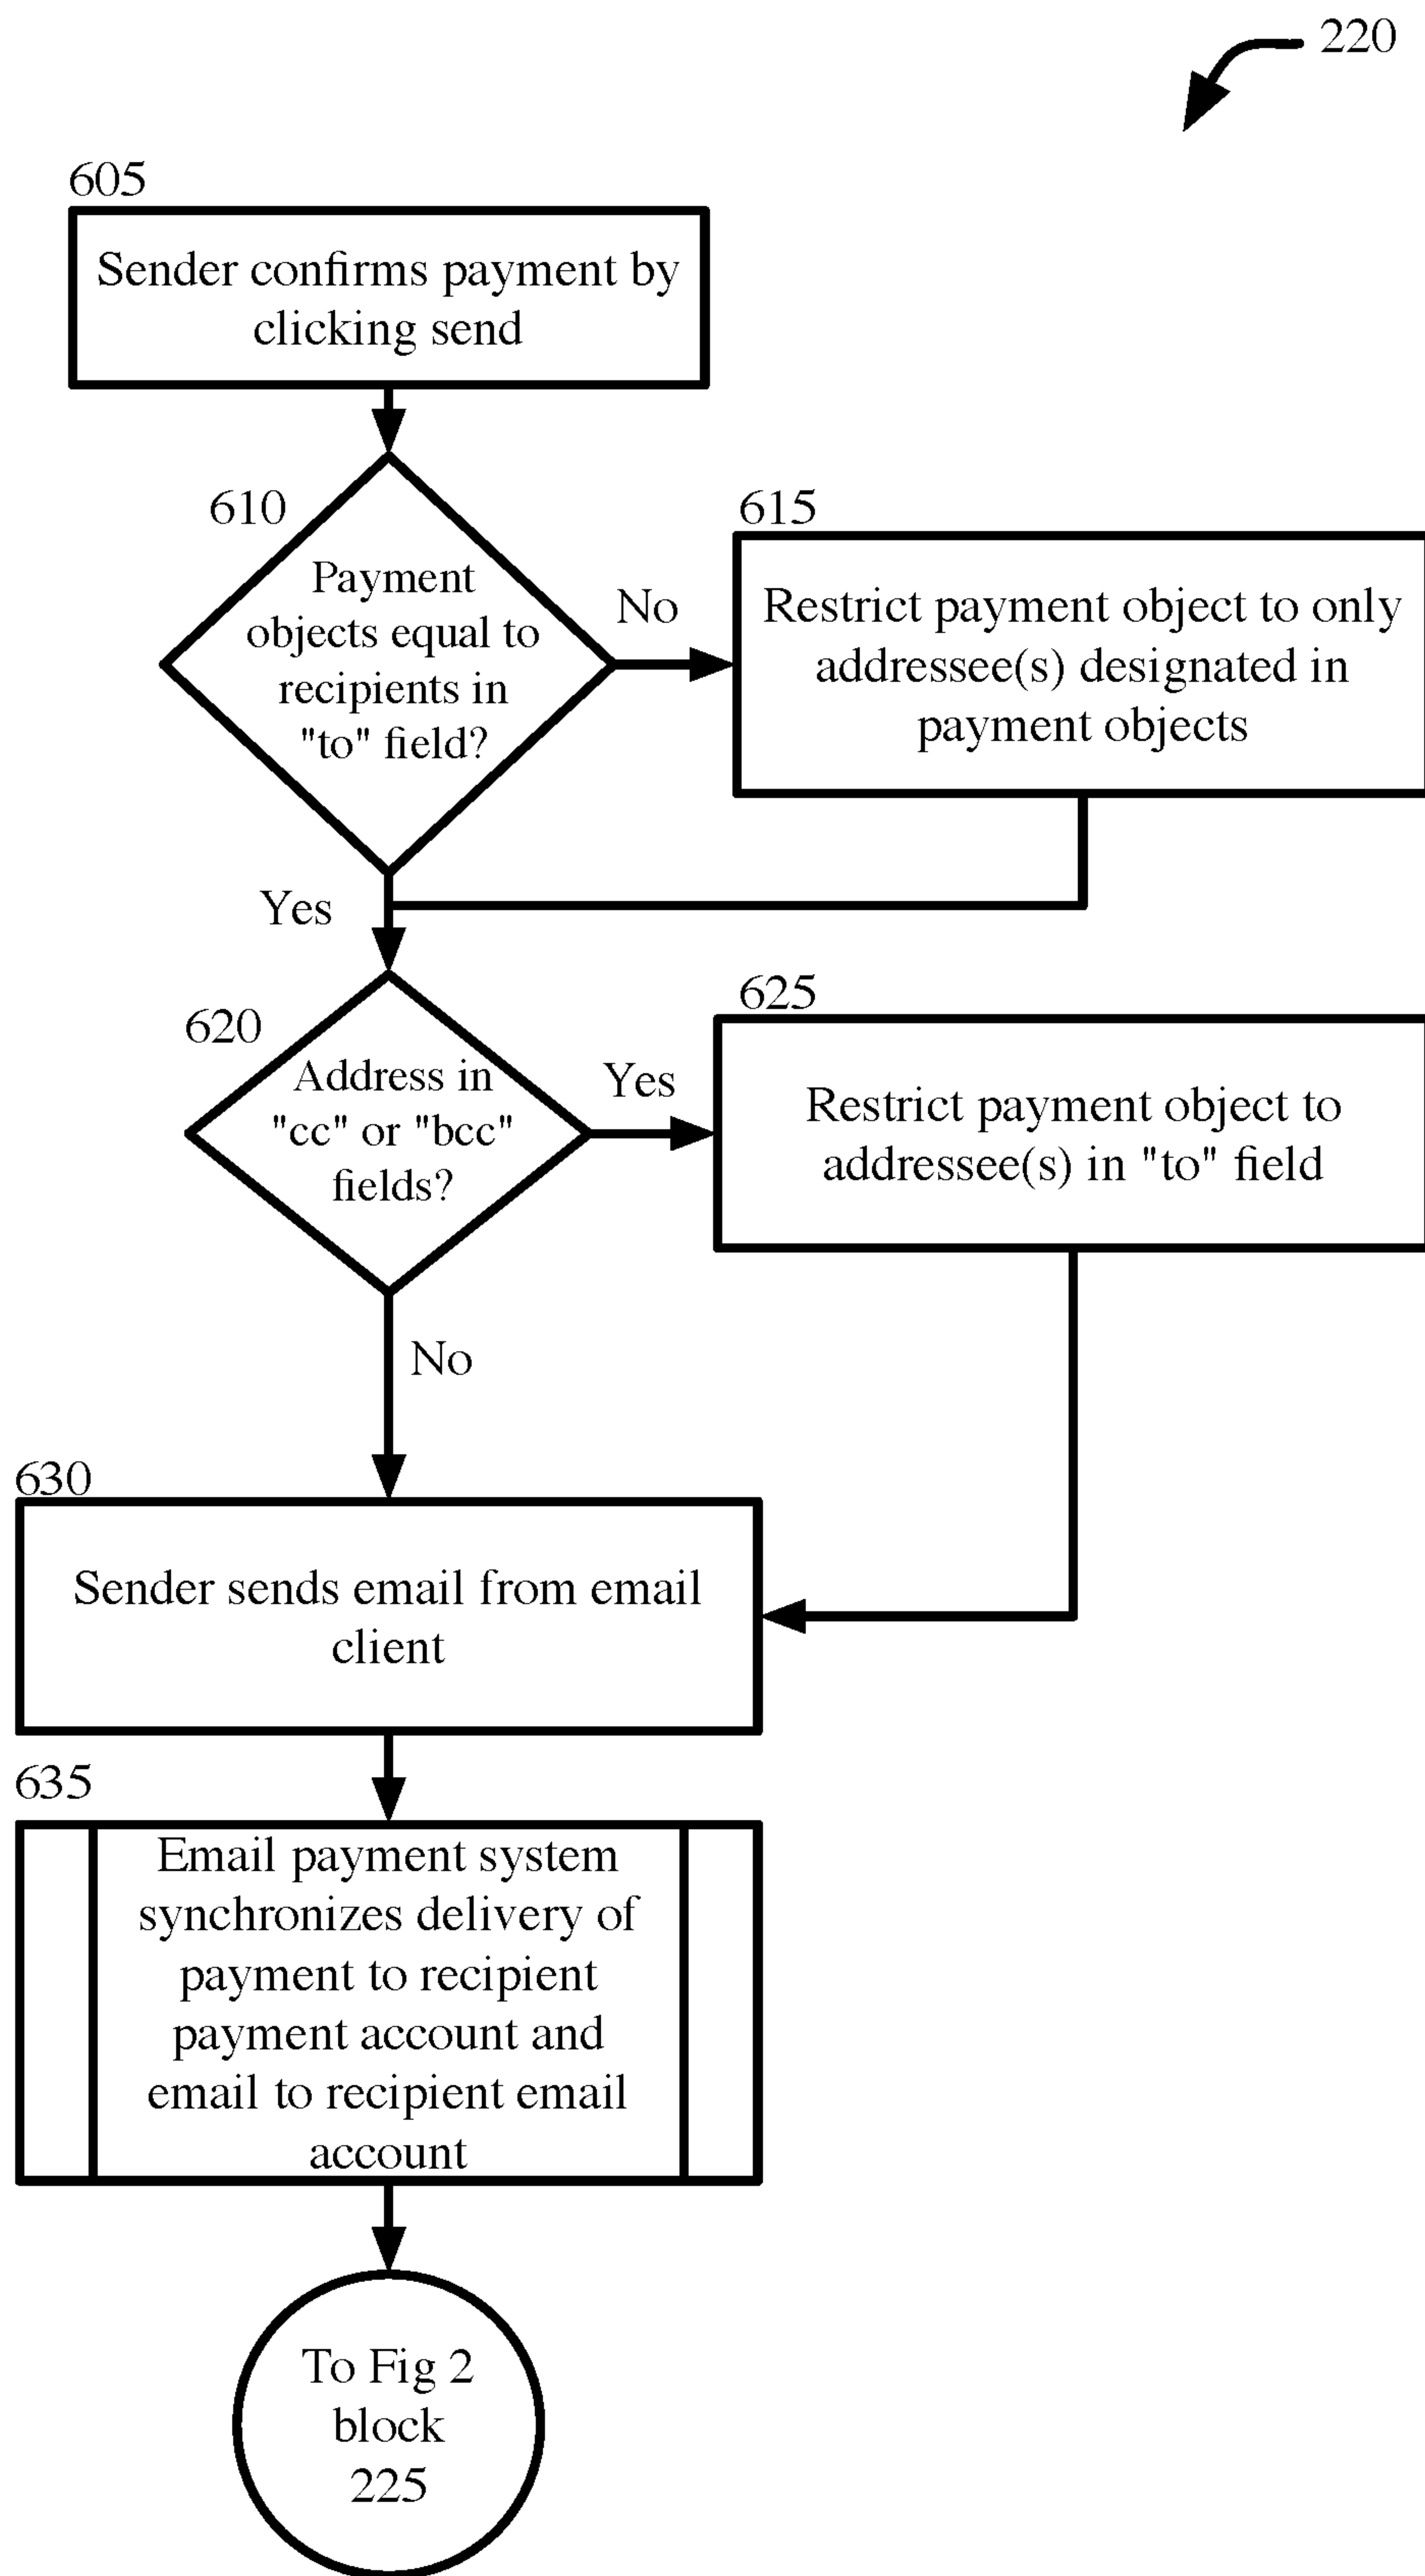 220
605
Sender confirms payment by
clicking send
610
Payment
objects equal to
recipients in
"to" field?
No
615
Restrict payment object to only
addressee(s) designated in
payment objects
Yes
620
Address in
"cc" or "bcc"
fields?
Yes
625
Restrict payment object to
addressee(s) in "to" field
No
630
Sender sends email from email
client
635
Email payment system
synchronizes delivery of
payment to recipient
payment account and
email to recipient email
account
To Fig 2
block
225